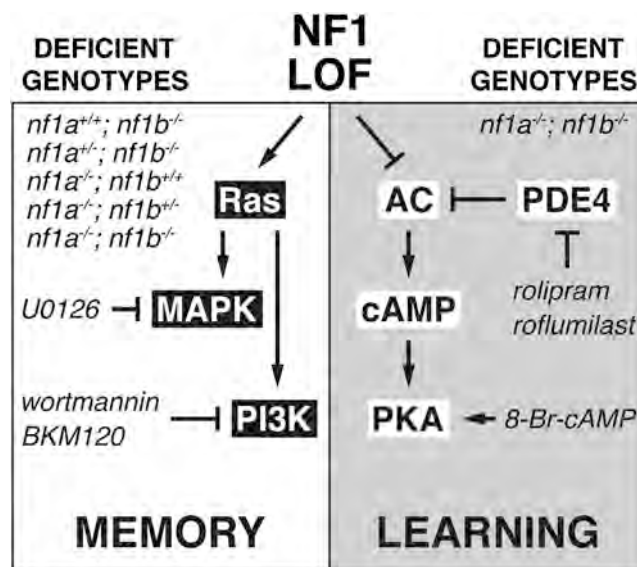 NF1
LOF
DEFICIENT
GENOTYPES
DEFICIENT
GENOTYPES
nf1a+/+; nf1b-/-
nf1a+/-; nf1b-/-
nf1a-/-; nf1b+/+
nf1a-/-; nf1b+/-
nf1a-/-; nf1b-/-
Ras
U0126
MAPK
wortmannin
BKM120
PI3K
MEMORY
nf1a-/-; nf1b-/-
AC
PDE4
cAMP
rolipram
roflumilast
PKA
8-Br-cAMP
LEARNING